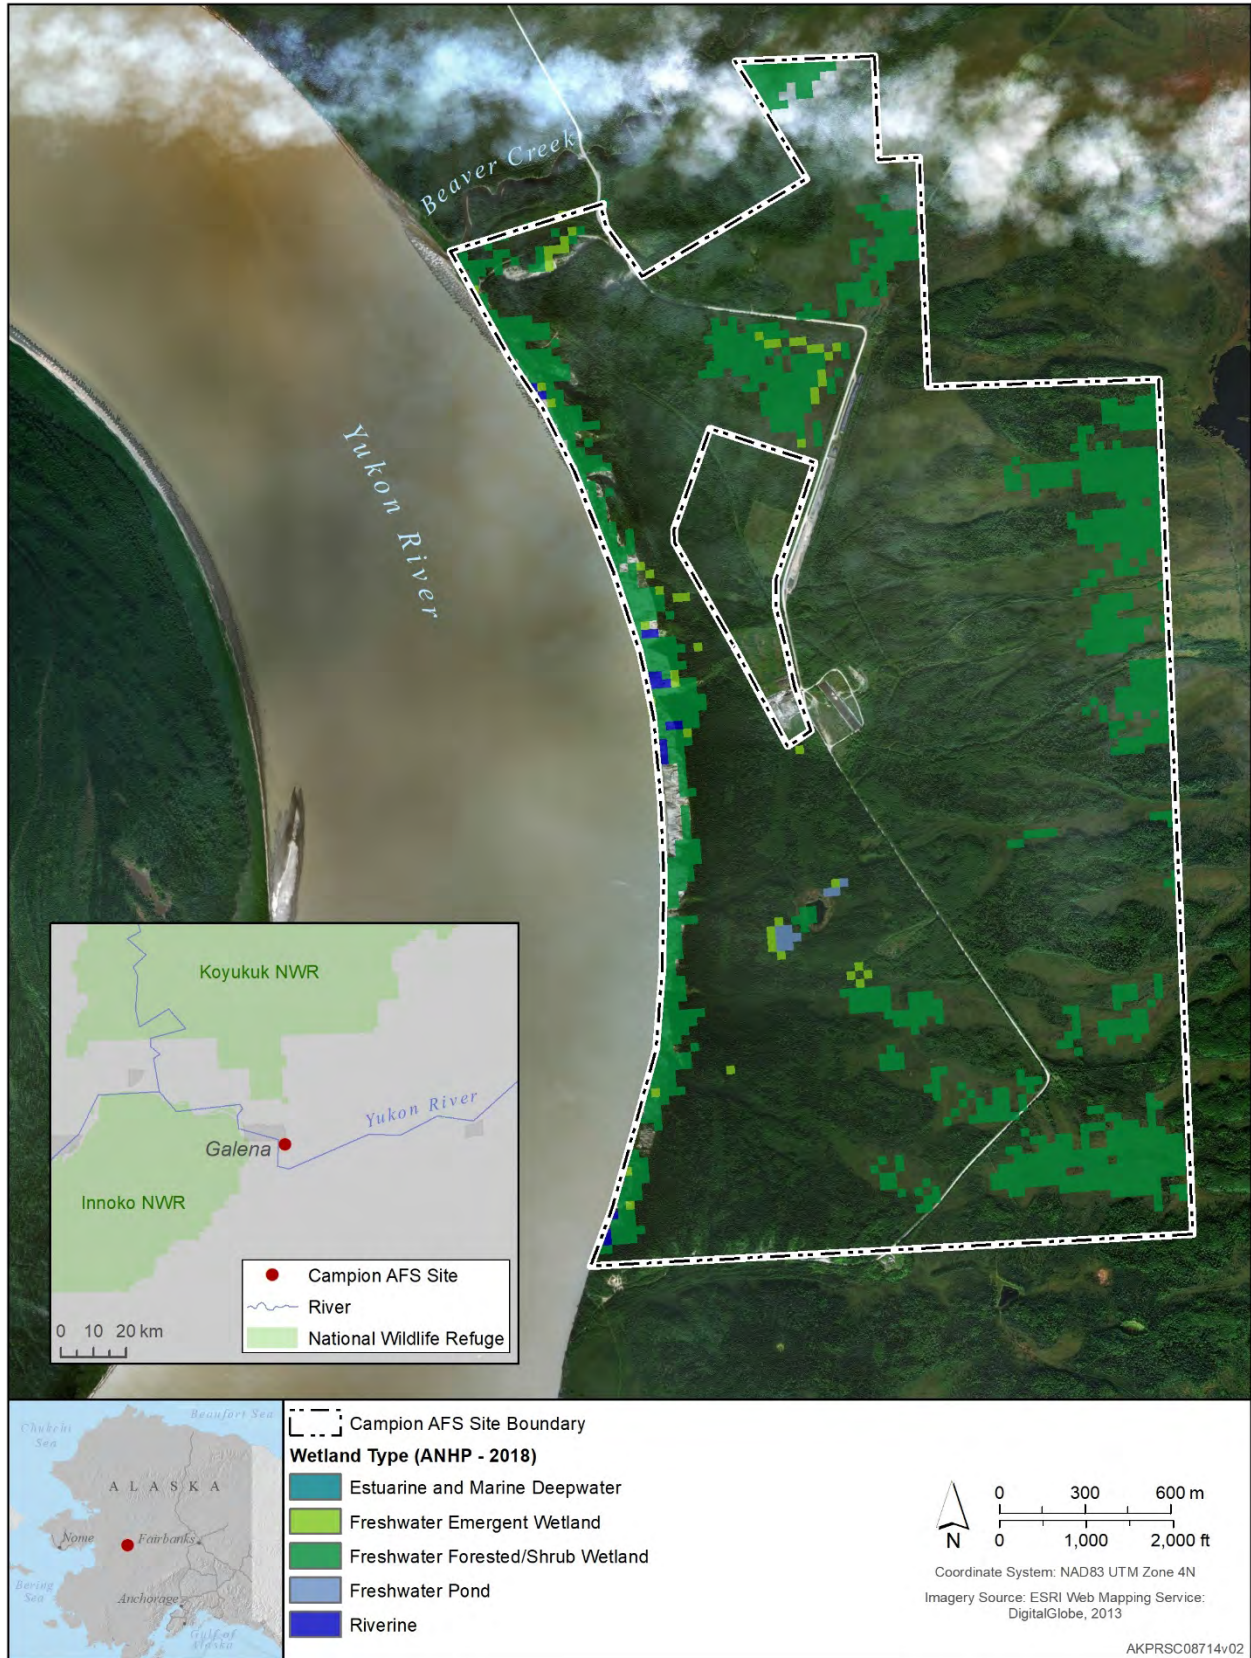 Beaver Creek
Yukon River
Koyukuk NWR
Yukon River
Galena
Innoko NWR
Campion AFS Site
River
National Wildlife Refuge
0 10 20 km
Beaufort Sea
Chukchi Sea
ALASKA
Nome
Fairbanks
Bering Sea
Anchorage
Gulf of Alaska
Campion AFS Site Boundary
Wetland Type (ANHP - 2018)
Estuarine and Marine Deepwater
Freshwater Emergent Wetland
Freshwater Forested/Shrub Wetland
Freshwater Pond
Riverine
N
0 300 600 m
0 1,000 2,000 ft
Coordinate System: NAD83 UTM Zone 4N
Imagery Source: ESRI Web Mapping Service:
DigitalGlobe, 2013
AKPRSC08714v02